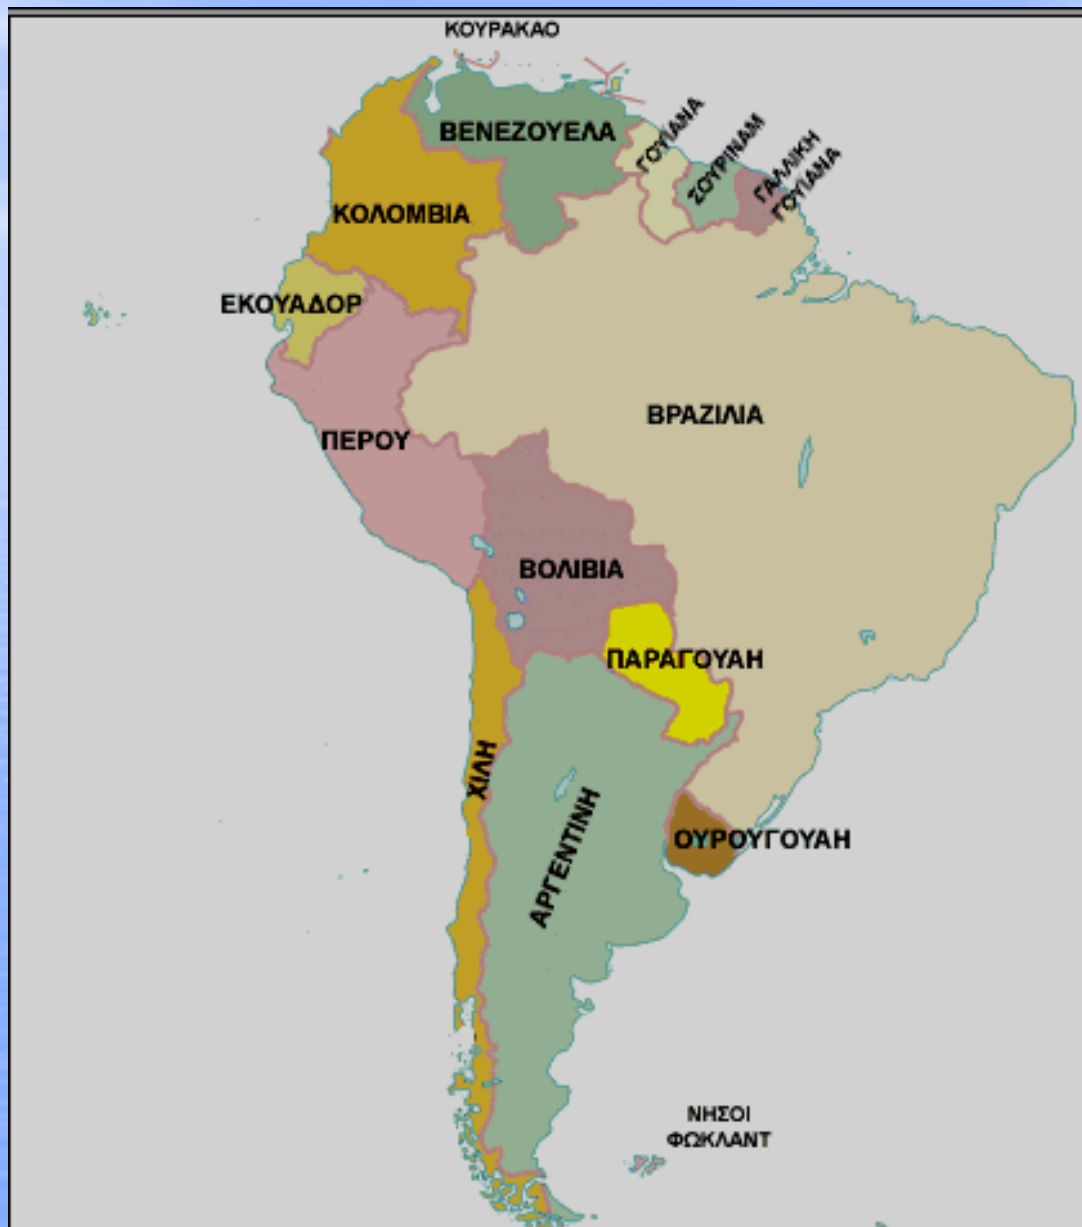 ΚΟΥΡΑΚΑΟ
ΒΕΝΕΖΟΥΕΛΑ
ΓΟΥΙΑΝΑ
ΣΟΥΡΙΝΑΜ
ΓΑΛΛΙΚΗ
ΓΟΥΙΑΝΑ
ΚΟΛΟΜΒΙΑ
ΕΚΟΥΑΔΟΡ
ΒΡΑΖΙΛΙΑ
ΠΕΡΟΥ
ΒΟΛΙΒΙΑ
ΠΑΡΑΓΟΥΑΗ
ΧΙΛΗ
ΑΡΓΕΝΤΙΝΗ
ΟΥΡΟΥΓΟΥΑΗ
ΝΗΣΟΙ
ΦΩΚΛΑΝΤ